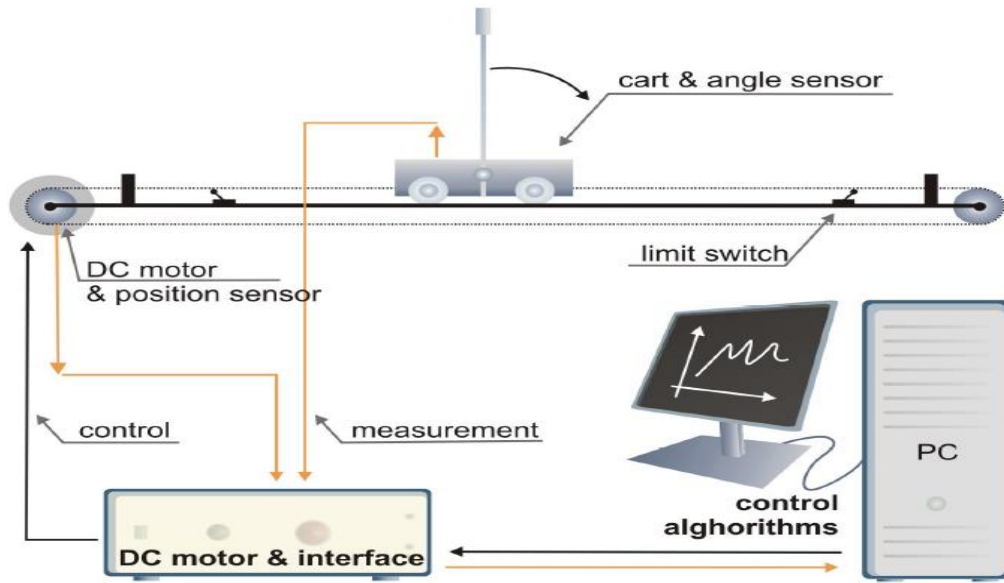 cart & angle sensor
limit switch
DC motor
& position sensor
control
measurement
PC
control
alghorithms
DC motor & interface